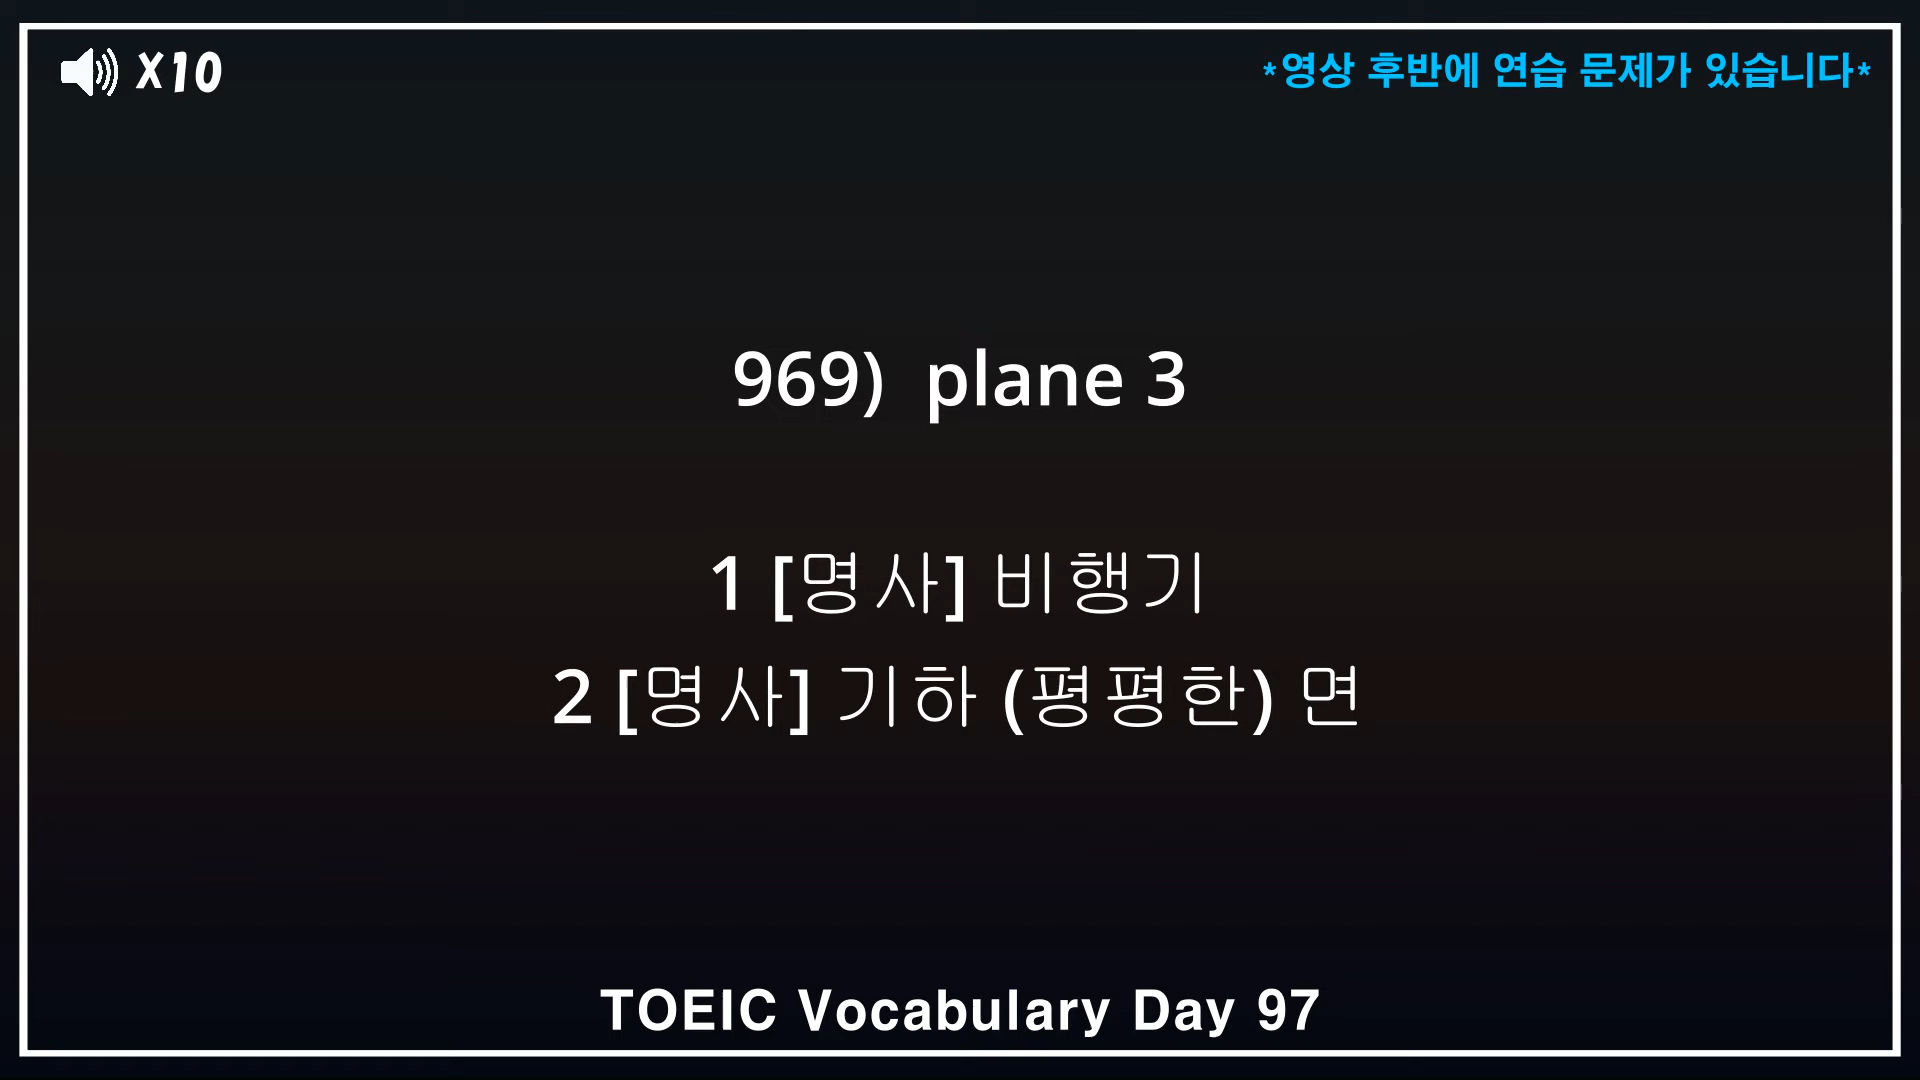 X10
*영상 후반에 연습 문제가 있습니다*
969) plane 3
1 [명사] 비행기
2 [명사] 기하 (평평한) 면
TOEIC Vocabulary Day 97